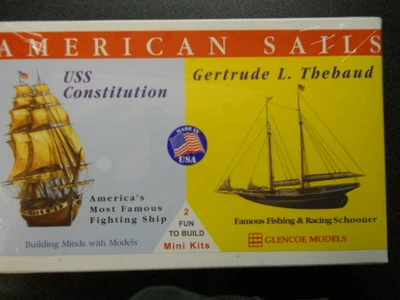 AMERICAN SAILS
USS
Constitution
Gertrude L. Thebaud
MADE IN
USA
America's
Most Famous
Fighting Ship
Building Minds with Models
2
FUN
TO BUILD
Mini Kits
Famous Fishing & Racing Schooner
GLENCOE MODELS